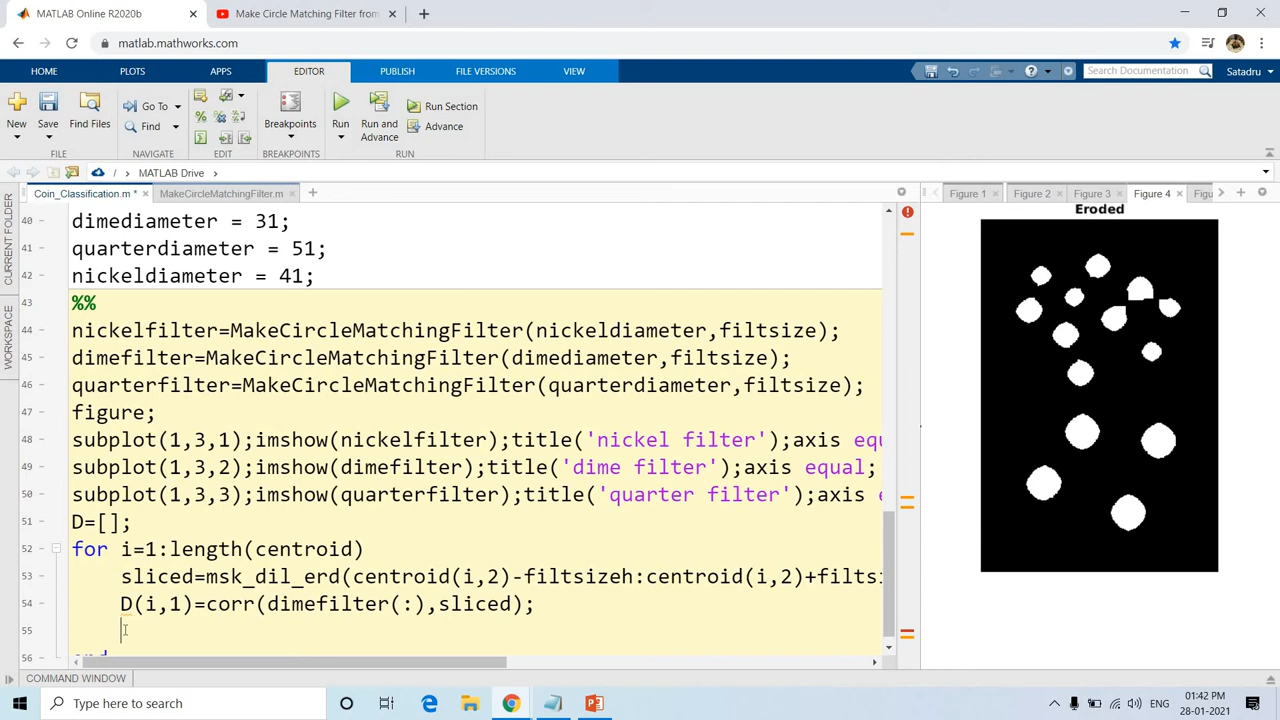 MATLAB Online R2020b
Make Circle Matching Filter from
matlab.mathworks.com
HOME PLOTS APPS EDITOR PUBLISH FILE VERSIONS VIEW
Search Documentation Satadru
New Save Find Files Go To Find Breakpoints Run Run and Advance Run Section Advance
FILE NAVIGATE EDIT BREAKPOINTS RUN
/ MATLAB Drive
CURRENT FOLDER
WORKSPACE
Coin_Classification.m * MakeCircleMatchingFilter.m
Figure 1 Figure 2 Figure 3 Figure 4 Figu
Eroded
40 dimediameter = 31;
41 quarterdiameter = 51;
42 nickeldiameter = 41;
43 %%
44 nickelfilter=MakeCircleMatchingFilter(nickeldiameter,filtsize);
45 dimefilter=MakeCircleMatchingFilter(dimediameter,filtsize);
46 quarterfilter=MakeCircleMatchingFilter(quarterdiameter,filtsize);
47 figure;
48 subplot(1,3,1);imshow(nickelfilter);title('nickel filter');axis equ
49 subplot(1,3,2);imshow(dimefilter);title('dime filter');axis equal;
50 subplot(1,3,3);imshow(quarterfilter);title('quarter filter');axis e
51 D=[];
52 for i=1:length(centroid)
53 sliced=msk_dil_erd(centroid(i,2)-filtsizeh:centroid(i,2)+filtsi
54 D(i,1)=corr(dimefilter(:),sliced);
55
56 end
COMMAND WINDOW
Type here to search
ENG
01:42 PM
28-01-2021